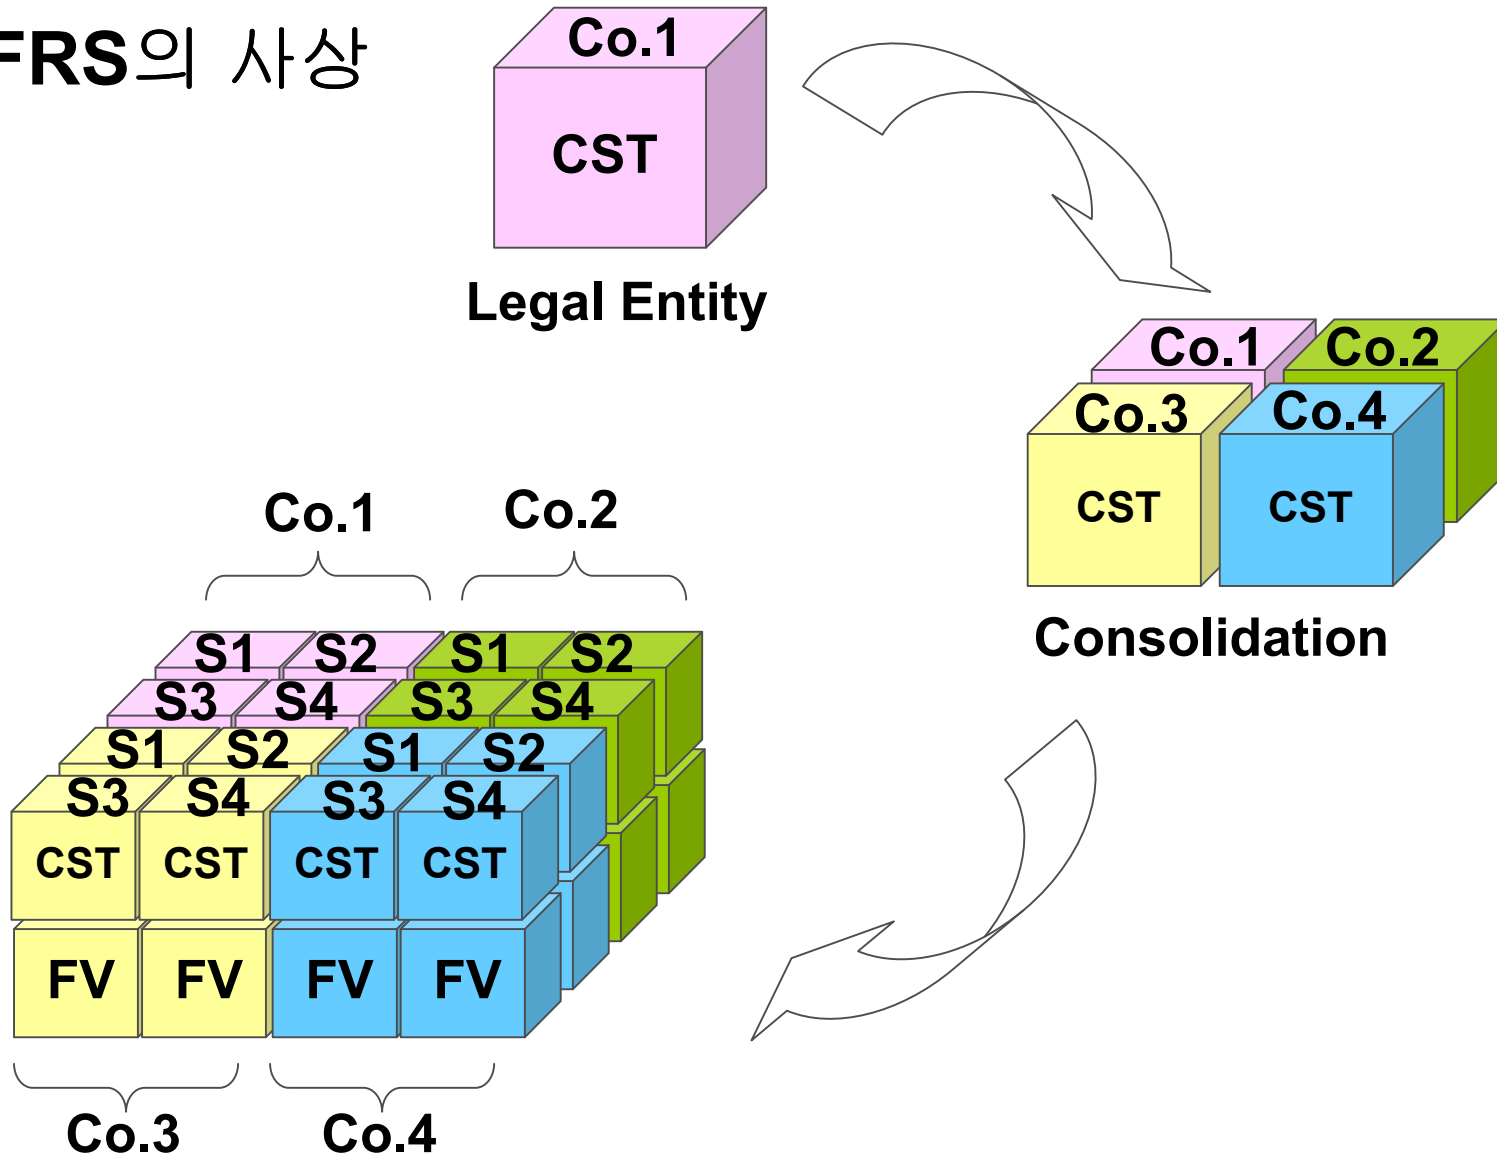 FRS의 사상
Co.1
CST
Legal Entity
Co.1 Co.2
Co.3 Co.4
CST CST
Consolidation
Co.1 Co.2
S1 S2 S1 S2
S3 S4 S3 S4
S1 S2 S1 S2
S3 S4 S3 S4
CST CST CST CST
FV FV FV FV
Co.3 Co.4